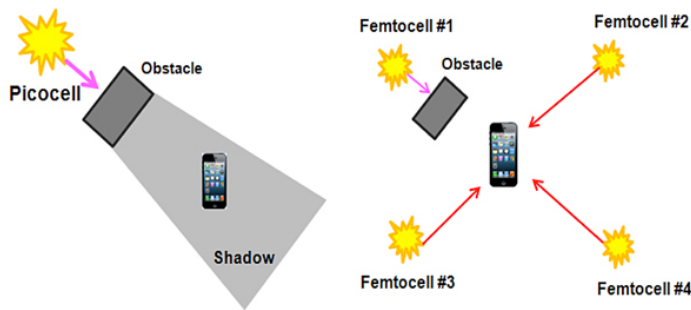 Picocell
Obstacle
Shadow
Femtocell #1
Obstacle
Femtocell #2
Femtocell #3
Femtocell #4